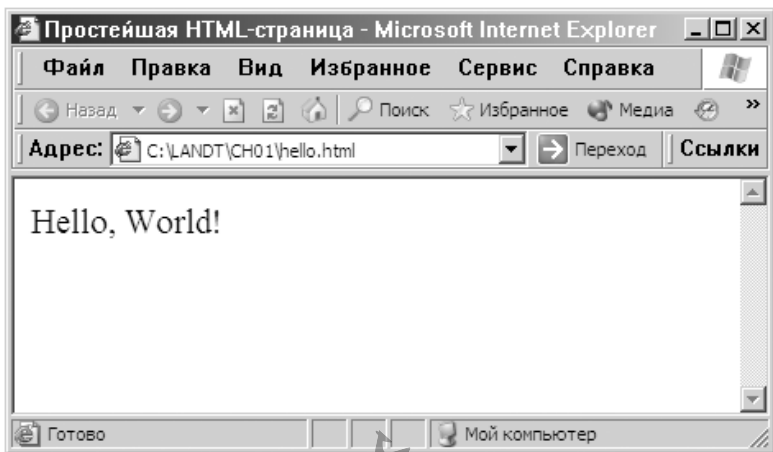 Простейшая HTML-страница - Microsoft Internet Explorer
Файл Правка Вид Избранное Сервис Справка
Назад Поиск Избранное Медиа »
Адрес: C:\LANDT\CH01\hello.html Переход Ссылки
Hello, World!
Готово Мой компьютер